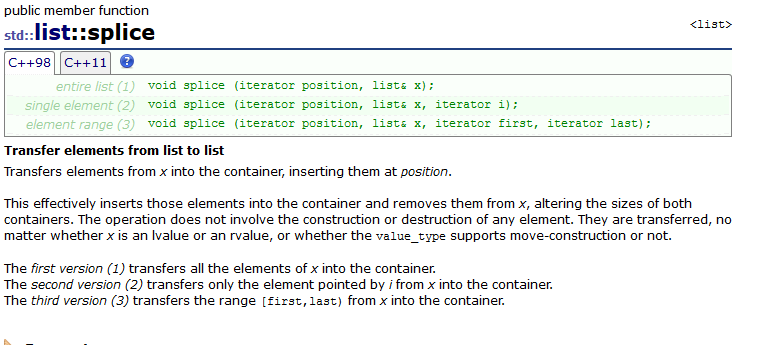 public member function
<list>
std::list::splice
C++98 C++11 ?
entire list (1) void splice (iterator position, list& x);
single element (2) void splice (iterator position, list& x, iterator i);
element range (3) void splice (iterator position, list& x, iterator first, iterator last);
Transfer elements from list to list
Transfers elements from x into the container, inserting them at position.
This effectively inserts those elements into the container and removes them from x, altering the sizes of both
containers. The operation does not involve the construction or destruction of any element. They are transferred, no
matter whether x is an lvalue or an rvalue, or whether the value_type supports move-construction or not.
The first version (1) transfers all the elements of x into the container.
The second version (2) transfers only the element pointed by i from x into the container.
The third version (3) transfers the range [first,last) from x into the container.